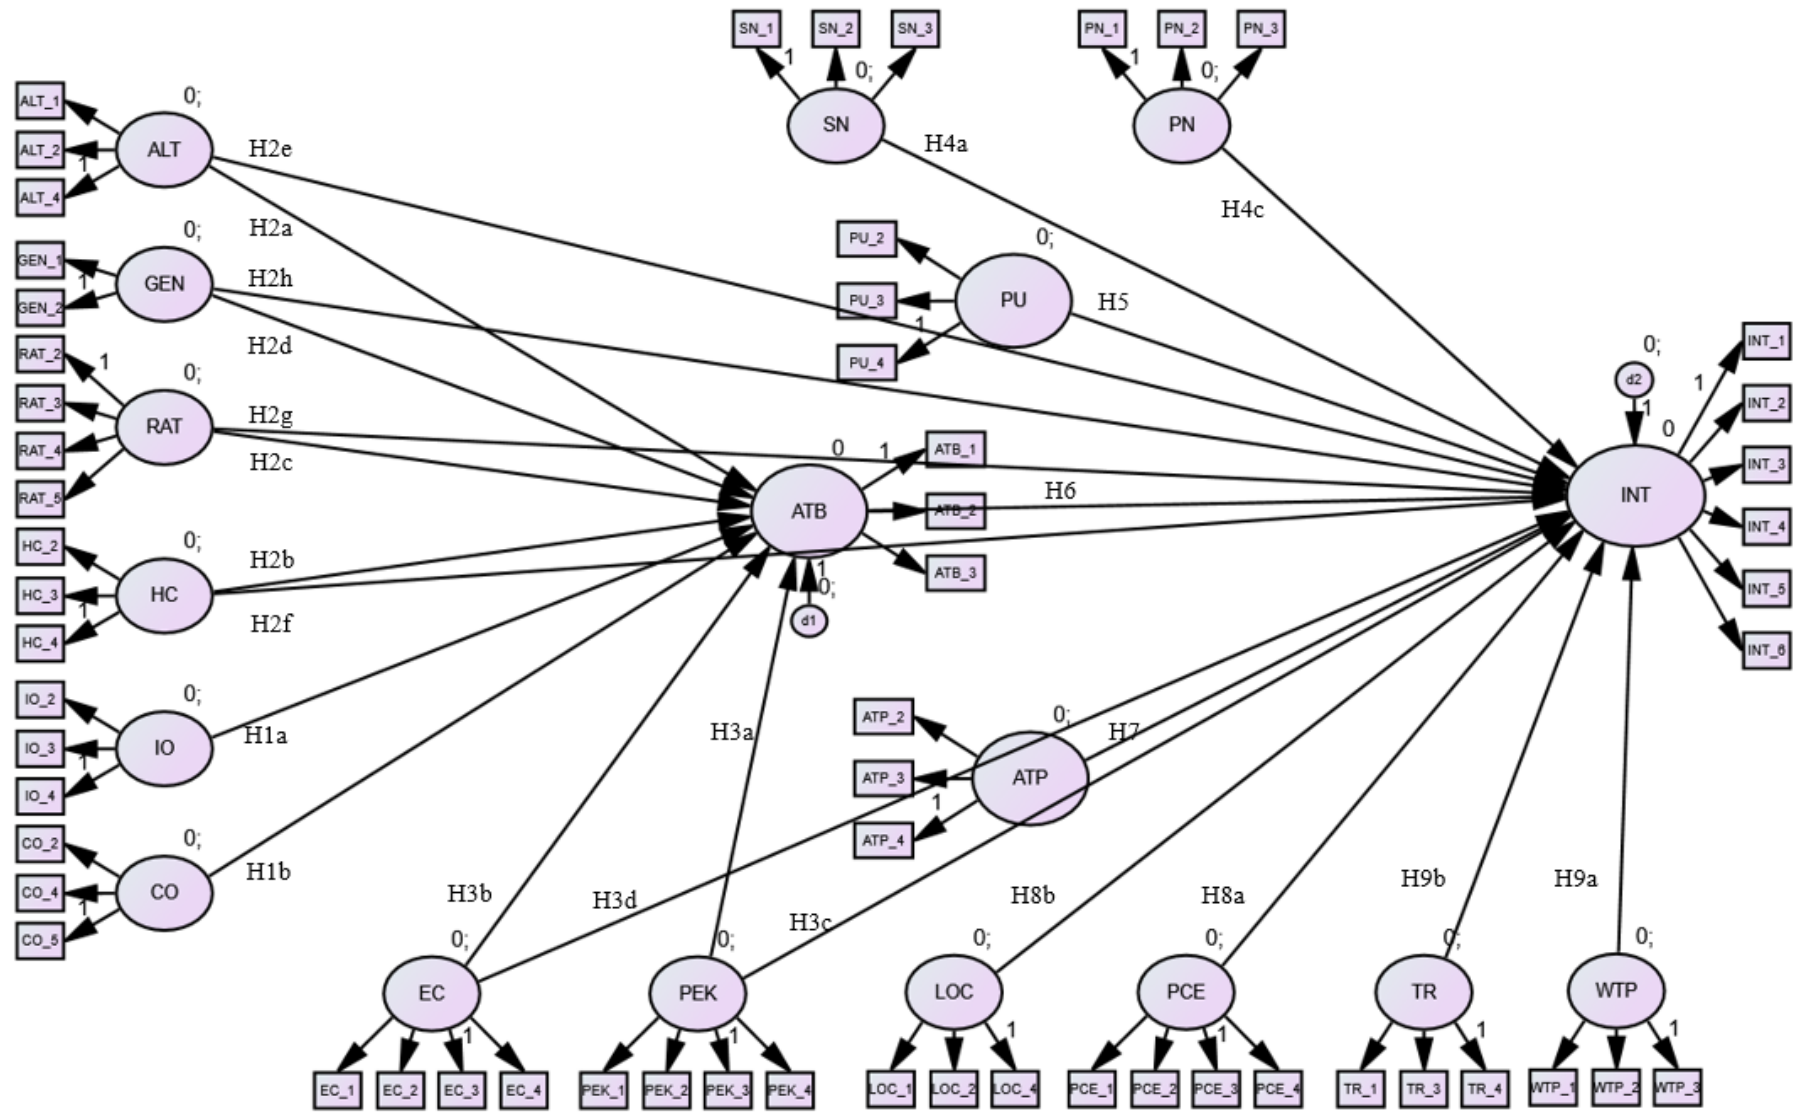 SN_1 SN_2 SN_3 PN_1 PN_2 PN_3
1 0; 1 0;
SN PN
ALT_1 0;
ALT_2 ALT H2e H4a
1
ALT_4
H4c
0; H2a
GEN_1 GEN H2h PU_2 0;
1
GEN_2 PU_3 PU H5
1
RAT_2 H2d PU_4 0; INT_1
1 0; d2 1
RAT_3 1 INT_2
RAT H2g 0
RAT_4 H2c 0 1 ATB_1 INT_3
RAT_5 ATB ATB_2 H6 INT INT_4
HC_2 0; H2b ATB_3
HC_3 HC 1 0; INT_5
1
HC_4 H2f d1 INT_6
IO_2 0;
IO_3 IO H1a H3a ATP_2 0; H7
1
IO_4 ATP_3 ATP
1
CO_2 0; ATP_4
CO_4 CO H1b H3b H3d H3c H8b H8a H9b H9a
1
CO_5 0; 0; 0; 0; 0; 0;
EC PEK LOC PCE TR WTP
1 1 1 1 1 1
EC_1 EC_2 EC_3 EC_4 PEK_1 PEK_2 PEK_3 PEK_4 LOC_1 LOC_2 LOC_4 PCE_1 PCE_2 PCE_3 PCE_4 TR_1 TR_3 TR_4 WTP_1 WTP_2 WTP_3